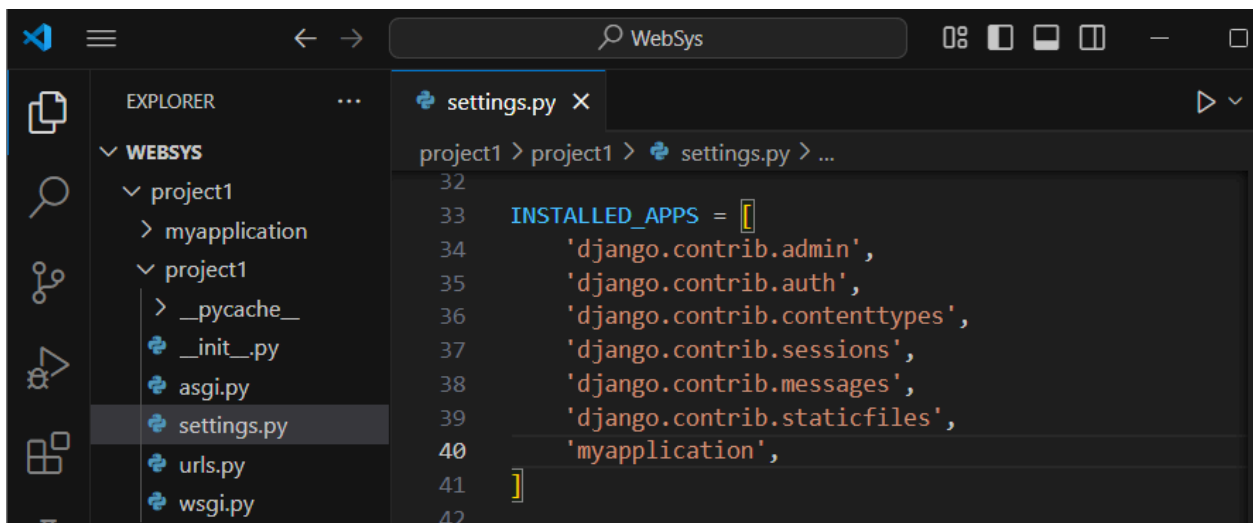 WebSys
EXPLORER ...
WEBSYS
project1
myapplication
project1
__pycache__
__init__.py
asgi.py
settings.py
urls.py
wsgi.py
settings.py
project1 > project1 > settings.py > ...
32
33 INSTALLED_APPS = [
34 'django.contrib.admin',
35 'django.contrib.auth',
36 'django.contrib.contenttypes',
37 'django.contrib.sessions',
38 'django.contrib.messages',
39 'django.contrib.staticfiles',
40 'myapplication',
41 ]
42